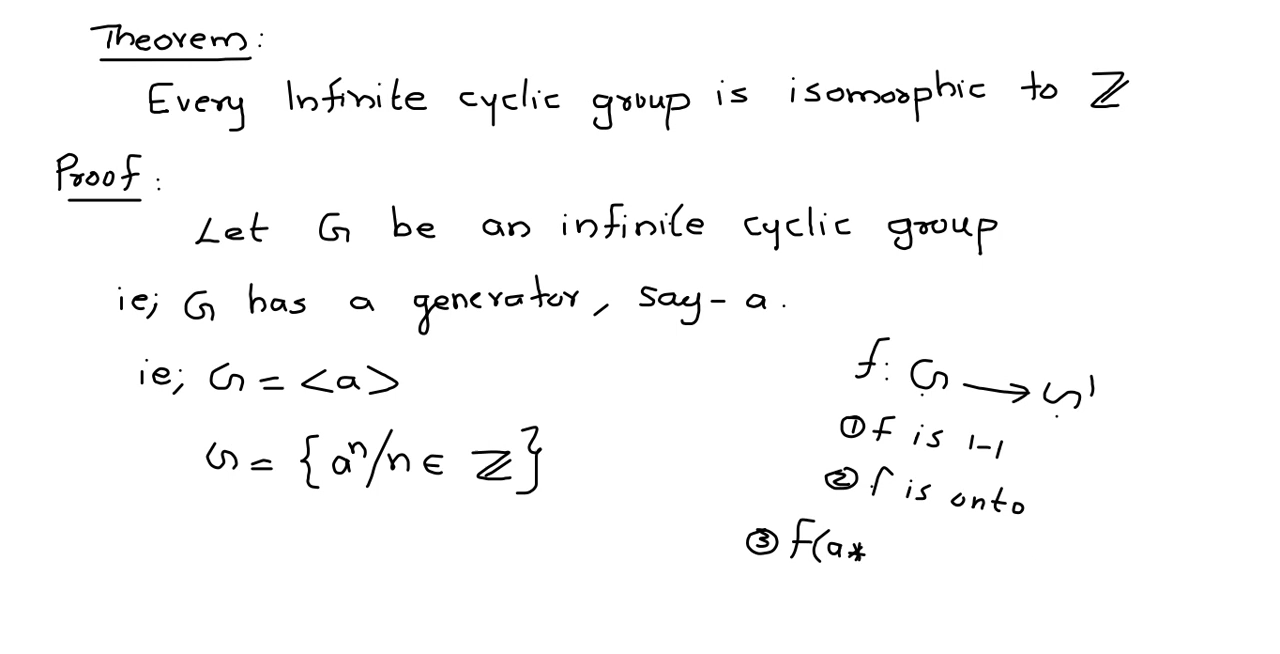 Theorem:
Every Infinite cyclic group is isomorphic to ℤ
Proof:
Let G be an infinite cyclic group
ie; G has a generator, say - a.
ie; G = <a>
G = {aⁿ/n ∈ ℤ}
f: G ⟶ G'
① f is 1-1
② f is onto
③ f(a*